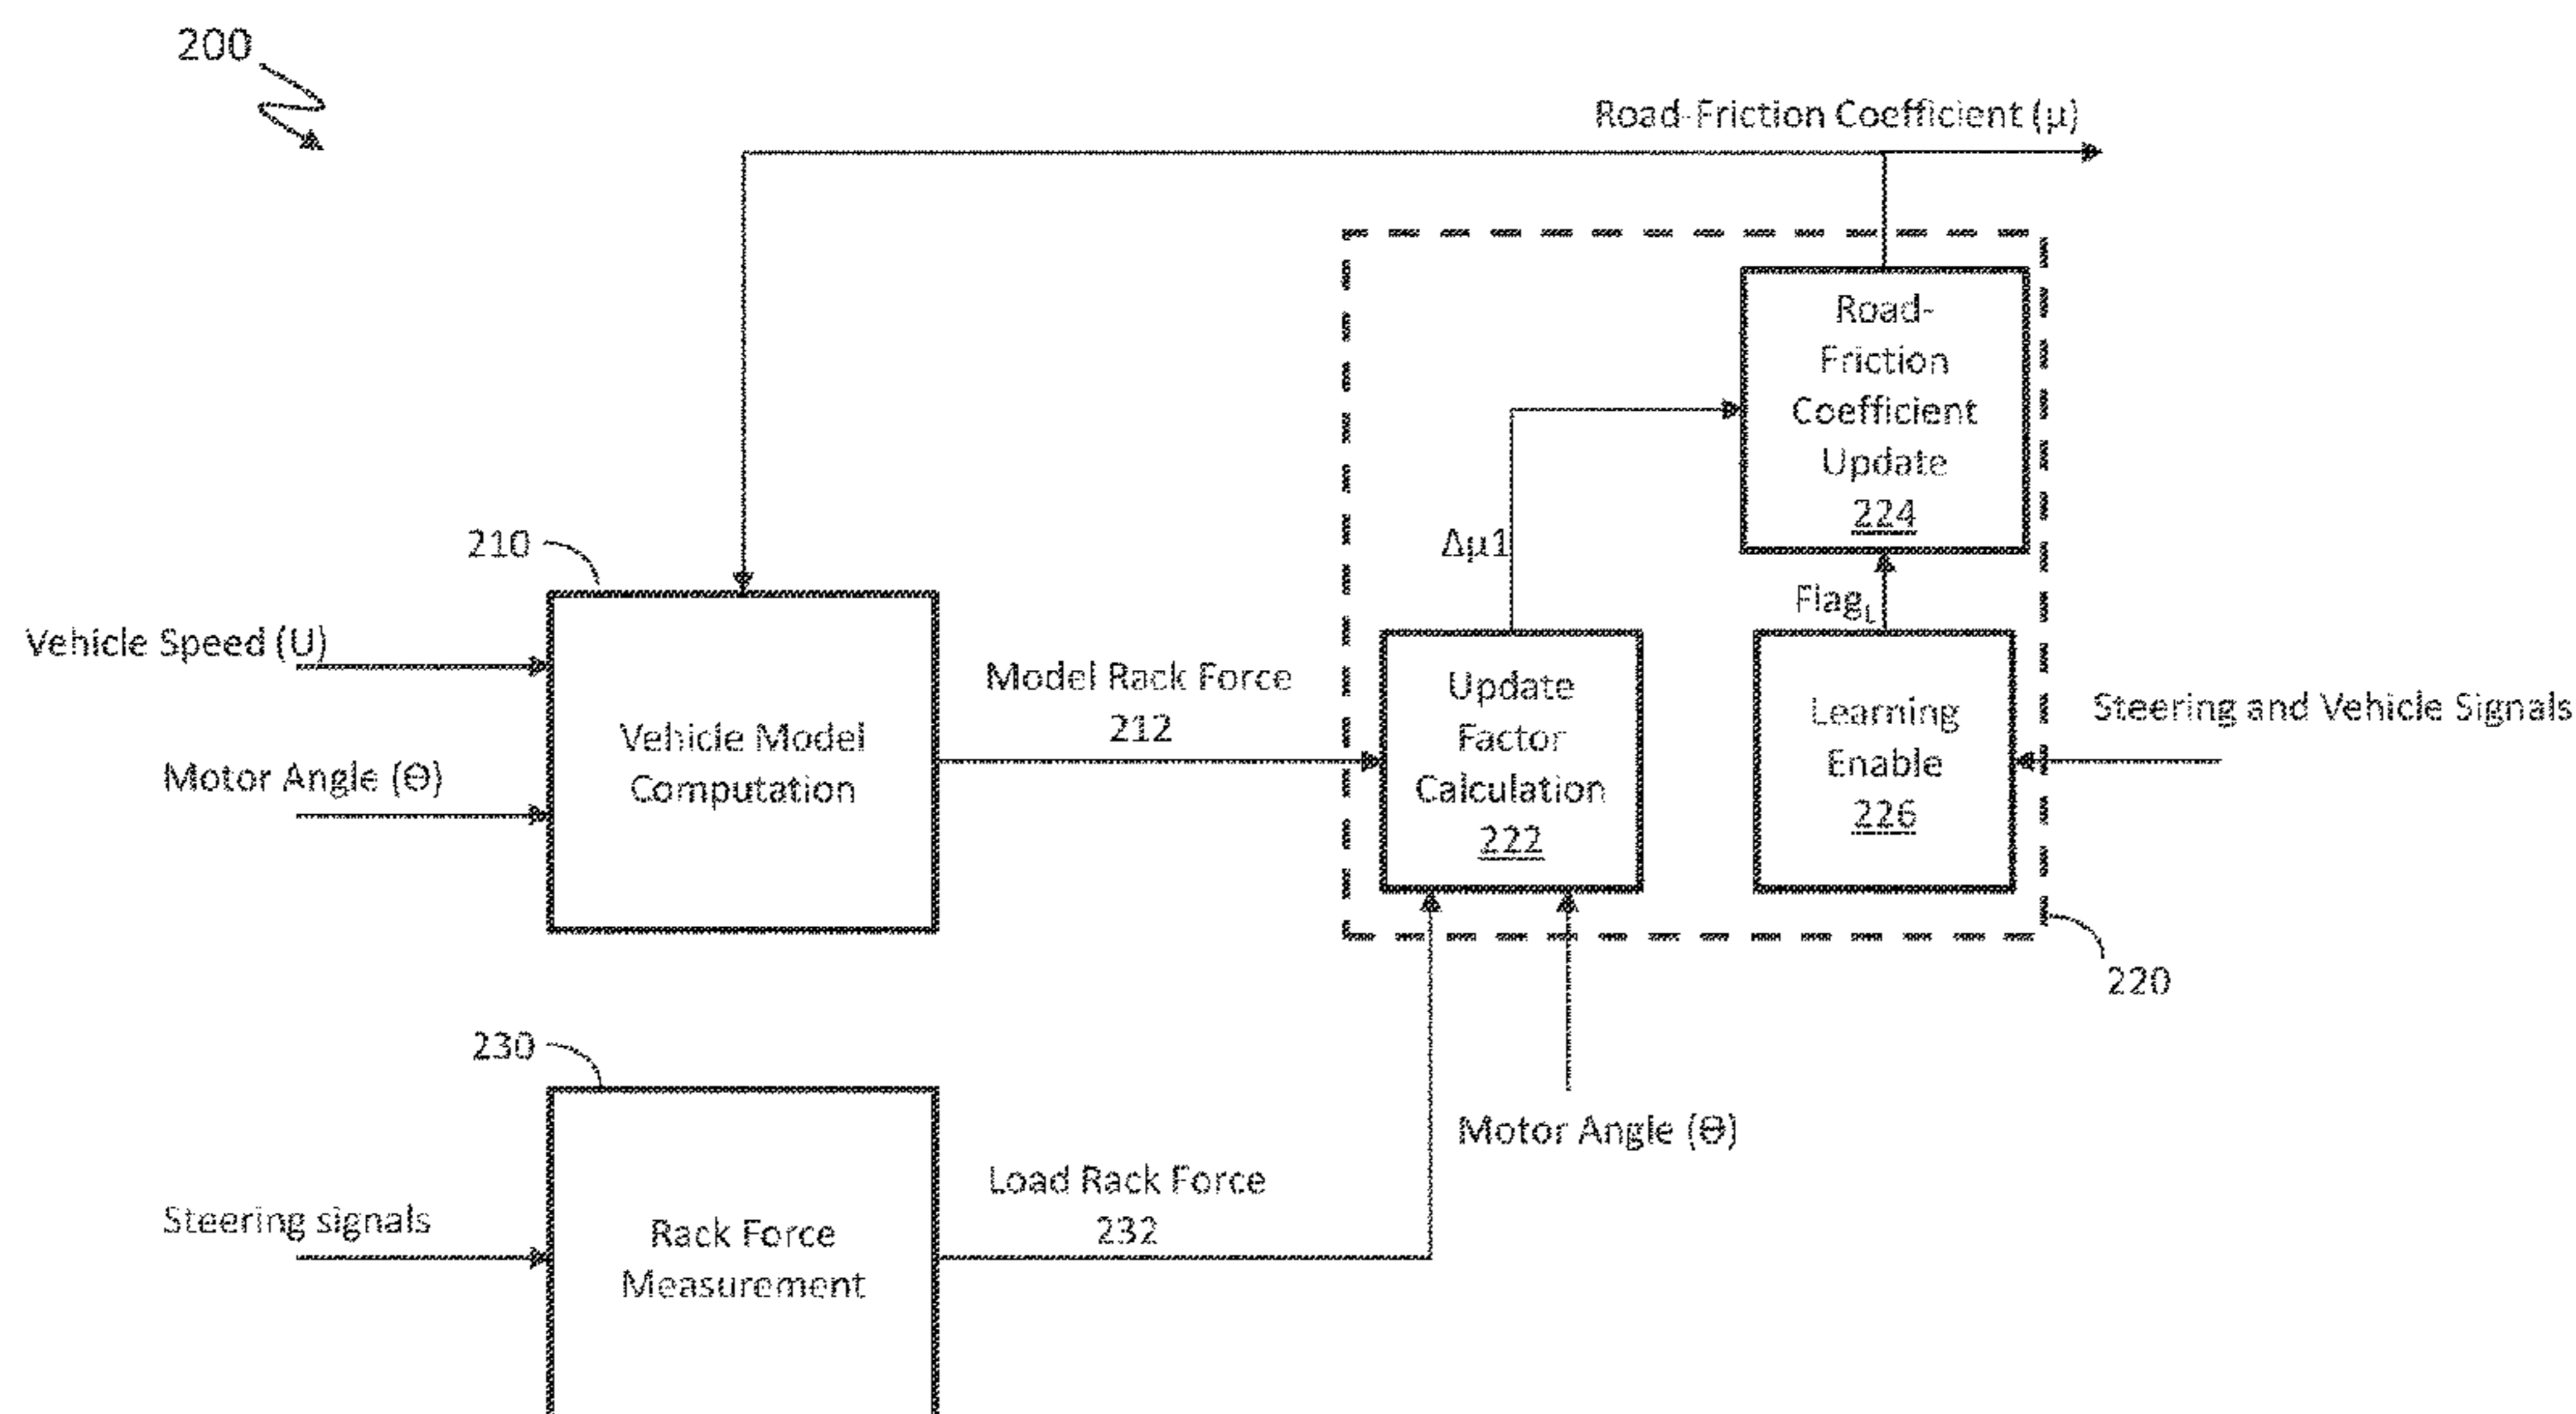 200
Road-Friction Coefficient (μ)
Road-
Friction
Coefficient
Update
224
210
Δμ1
Flag_L
Vehicle Speed (U)
Model Rack Force
212
Update
Factor
Calculation
222
Learning
Enable
226
Steering and Vehicle Signals
Motor Angle (Θ)
Vehicle Model
Computation
220
230
Motor Angle (Θ)
Load Rack Force
232
Steering signals
Rack Force
Measurement